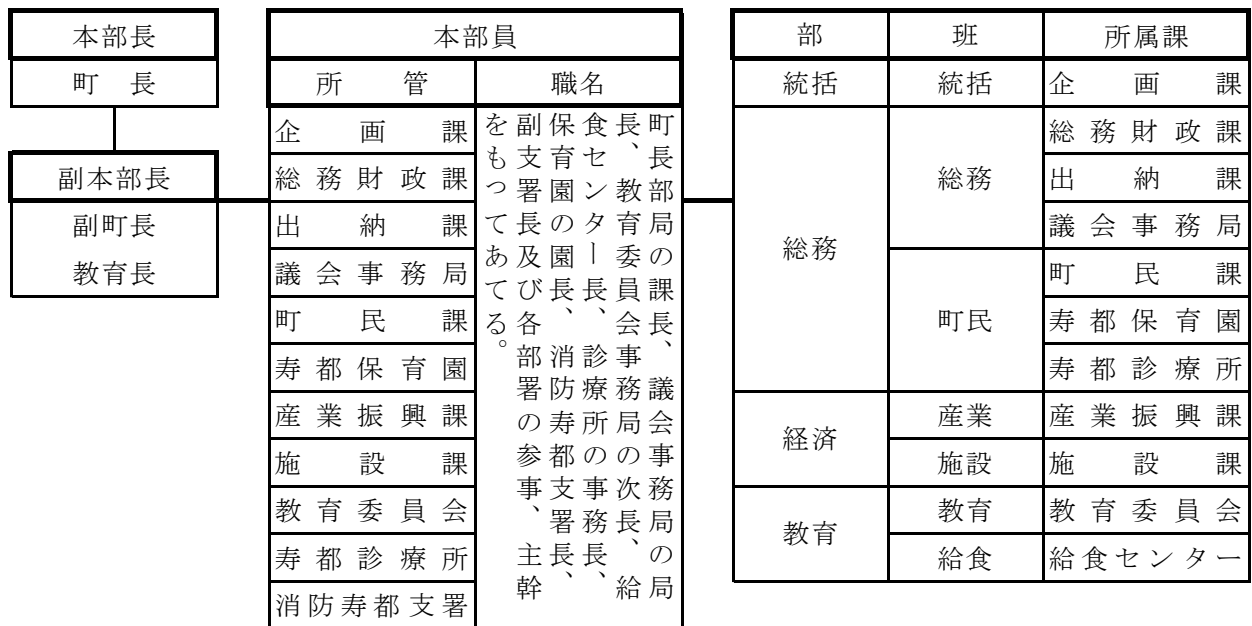 本部長
町　長
副本部長
副町長
教育長
本部員
所　管
職名
企画課
総務財政課
出納課
議会事務局
町民課
寿都保育園
産業振興課
施設課
教育委員会
寿都診療所
消防寿都支署
町長部局の課長、議会事務局の局
長、教育委員会事務局の次長、給
食センター長、診療所の事務長、
保育園の園長、消防寿都支署長、
副支署長及び各部署の参事、主幹
をもつてあてる。
部　班　所属課
統括　統括　企画課
総務　総務　総務財政課
出納課
議会事務局
町民　町民課
寿都保育園
寿都診療所
経済　産業　産業振興課
施設　施設課
教育　教育　教育委員会
給食　給食センター